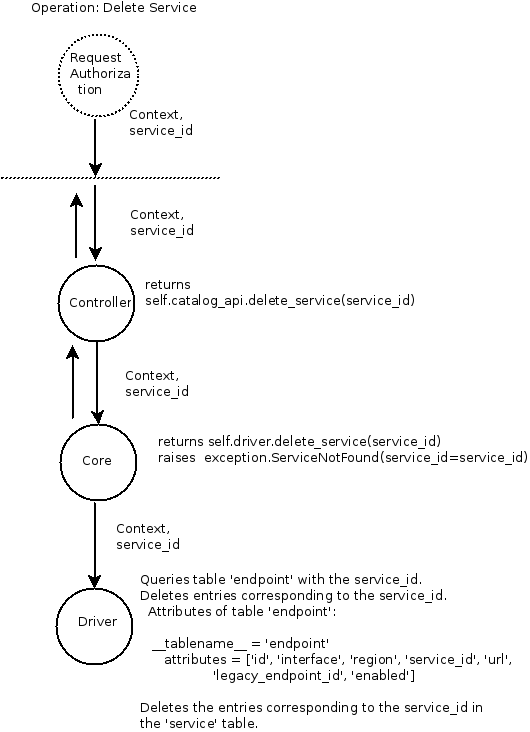 Operation: Delete Service
Request
Authoriza
tion
Context,
service_id
Context,
service_id
Controller
returns
self.catalog_api.delete_service(service_id)
Context,
service_id
Core
returns self.driver.delete_service(service_id)
raises  exception.ServiceNotFound(service_id=service_id)
Context,
service_id
Driver
Queries table 'endpoint' with the service_id.
Deletes entries corresponding to the service_id.
Attributes of table 'endpoint':
__tablename__ = 'endpoint'
attributes = ['id', 'interface', 'region', 'service_id', 'url',
'legacy_endpoint_id', 'enabled']
Deletes the entries corresponding to the service_id in
the 'service' table.